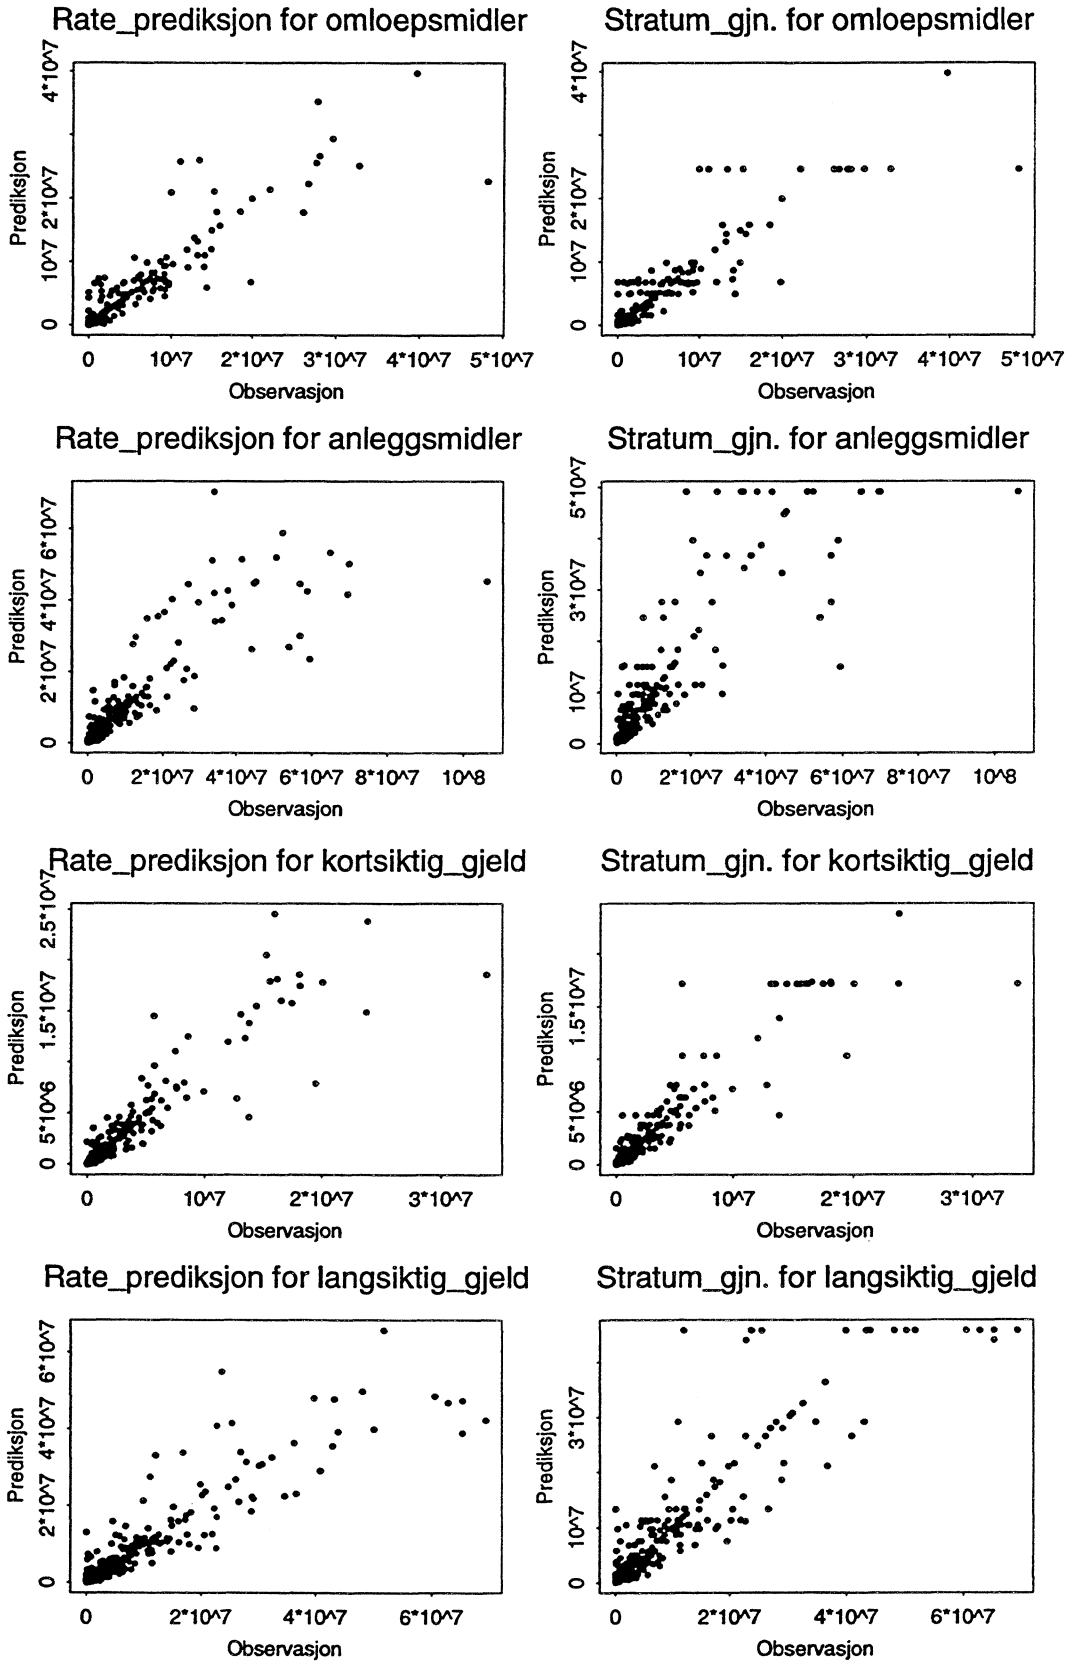 Rate_prediksjon for omloepsmidler
Prediksjon
0 10^7 2*10^7 4*10^7
0 10^7 2*10^7 3*10^7 4*10^7 5*10^7
Observasjon
Stratum_gjn. for omloepsmidler
Prediksjon
0 10^7 2*10^7 4*10^7
0 10^7 2*10^7 3*10^7 4*10^7 5*10^7
Observasjon
Rate_prediksjon for anleggsmidler
Prediksjon
0 2*10^7 4*10^7 6*10^7
0 2*10^7 4*10^7 6*10^7 8*10^7 10^8
Observasjon
Stratum_gjn. for anleggsmidler
Prediksjon
0 10^7 3*10^7 5*10^7
0 2*10^7 4*10^7 6*10^7 8*10^7 10^8
Observasjon
Rate_prediksjon for kortsiktig_gjeld
Prediksjon
0 5*10^6 1.5*10^7 2.5*10^7
0 10^7 2*10^7 3*10^7
Observasjon
Stratum_gjn. for kortsiktig_gjeld
Prediksjon
0 5*10^6 1.5*10^7
0 10^7 2*10^7 3*10^7
Observasjon
Rate_prediksjon for langsiktig_gjeld
Prediksjon
0 2*10^7 4*10^7 6*10^7
0 2*10^7 4*10^7 6*10^7
Observasjon
Stratum_gjn. for langsiktig_gjeld
Prediksjon
0 10^7 3*10^7
0 2*10^7 4*10^7 6*10^7
Observasjon